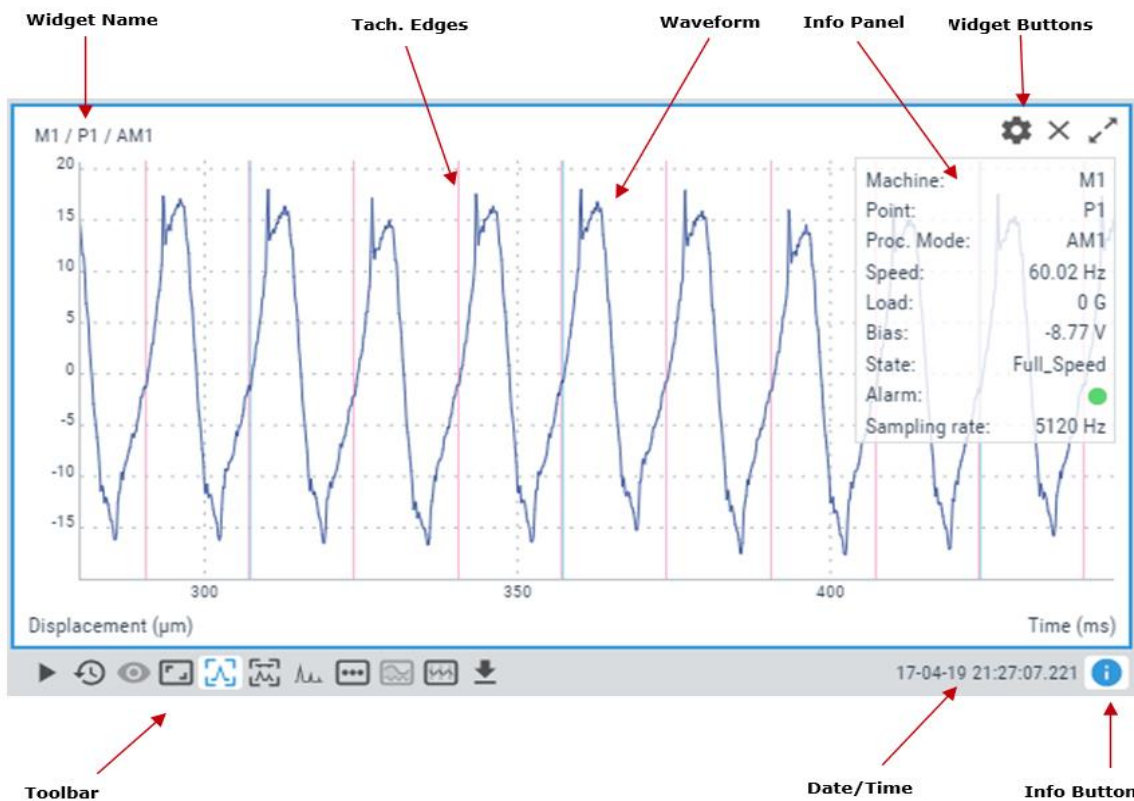 Widget Name
Tach. Edges
Waveform
Info Panel
Widget Buttons
M1 / P1 / AM1
20
15
10
5
0
-5
-10
-15
Machine: M1
Point: P1
Proc. Mode: AM1
Speed: 60.02 Hz
Load: 0 G
Bias: -8.77 V
State: Full_Speed
Alarm:
Sampling rate: 5120 Hz
300 350 400
Displacement (µm) Time (ms)
17-04-19 21:27:07.221
Toolbar
Date/Time
Info Button